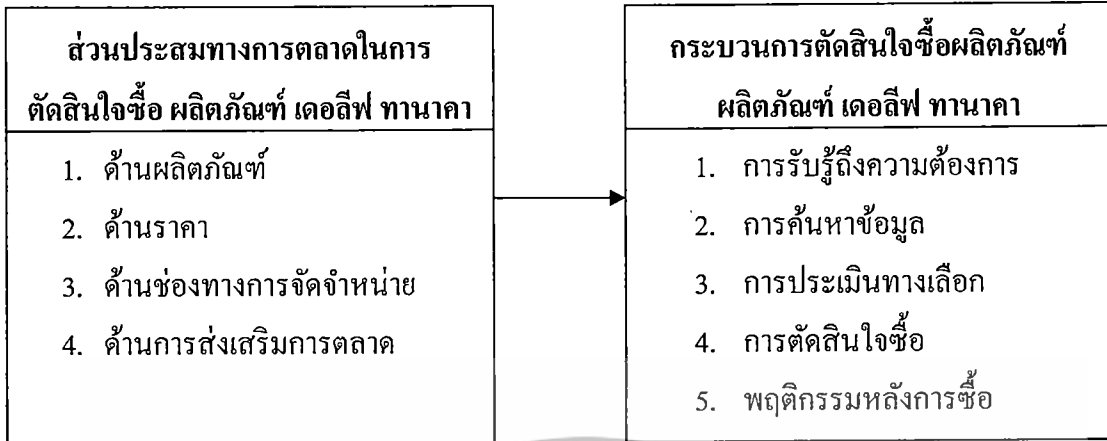 ส่วนประสมทางการตลาดในการ
ตัดสินใจซื้อ ผลิตภัณฑ์ เดอลีฟ ทานาคา
1. ด้านผลิตภัณฑ์
2. ด้านราคา
3. ด้านช่องทางการจัดจำหน่าย
4. ด้านการส่งเสริมการตลาด
กระบวนการตัดสินใจซื้อผลิตภัณฑ์
ผลิตภัณฑ์ เดอลีฟ ทานาคา
1. การรับรู้ถึงความต้องการ
2. การค้นหาข้อมูล
3. การประเมินทางเลือก
4. การตัดสินใจซื้อ
5. พฤติกรรมหลังการซื้อ